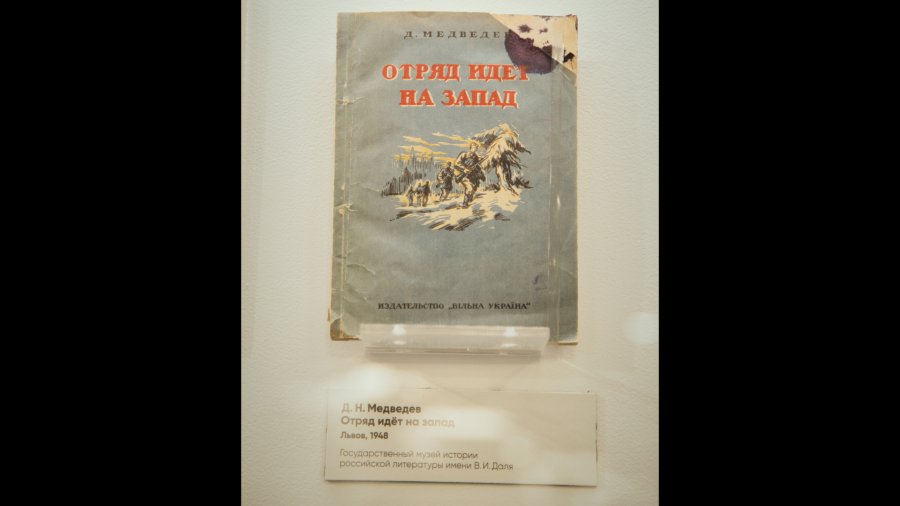 Д. МЕДВЕДЕВ
ОТРЯД ИДЕТ
НА ЗАПАД
ИЗДАТЕЛЬСТВО „ВІЛЬНА УКРАЇНА"
Д. Н. Медведев
Отряд идёт на запад
Львов, 1948
Государственный музей истории
российской литературы имени В. И. Даля